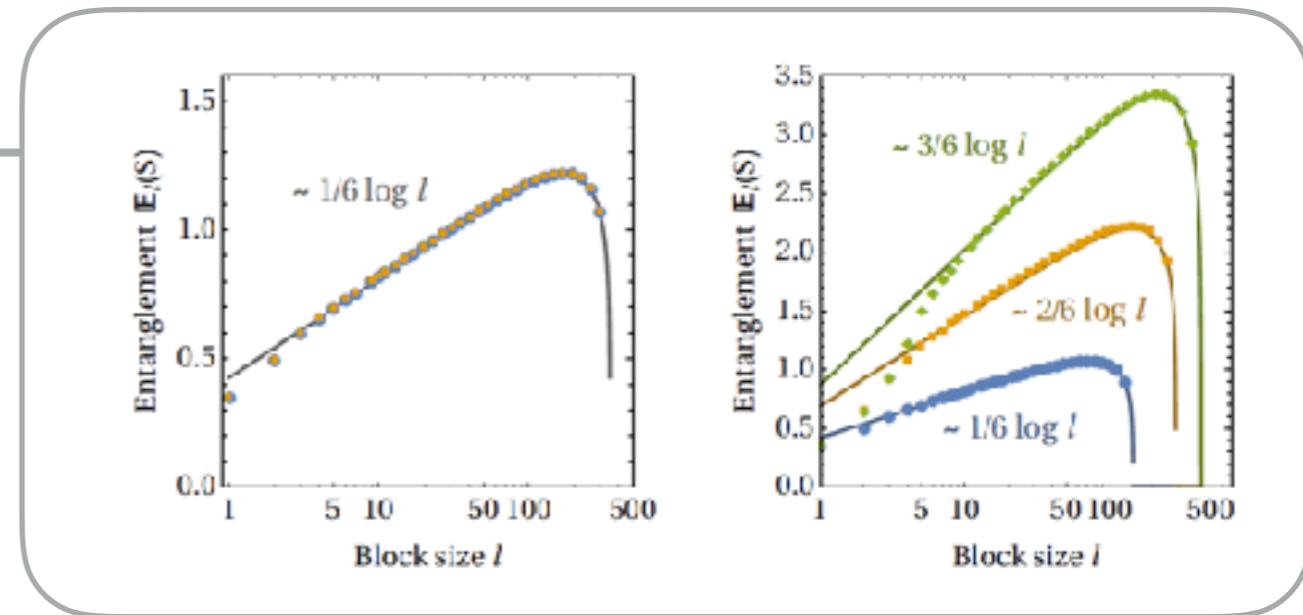 Entanglement 𝔼ₗ(S)
1.5
1.0
0.5
0.0
~ 1/6 log l
1 5 10 50 100 500
Block size l
Entanglement 𝔼ₗ(S)
3.5
3.0
2.5
2.0
1.5
1.0
0.5
0.0
~ 3/6 log l
~ 2/6 log l
~ 1/6 log l
1 5 10 50 100 500
Block size l